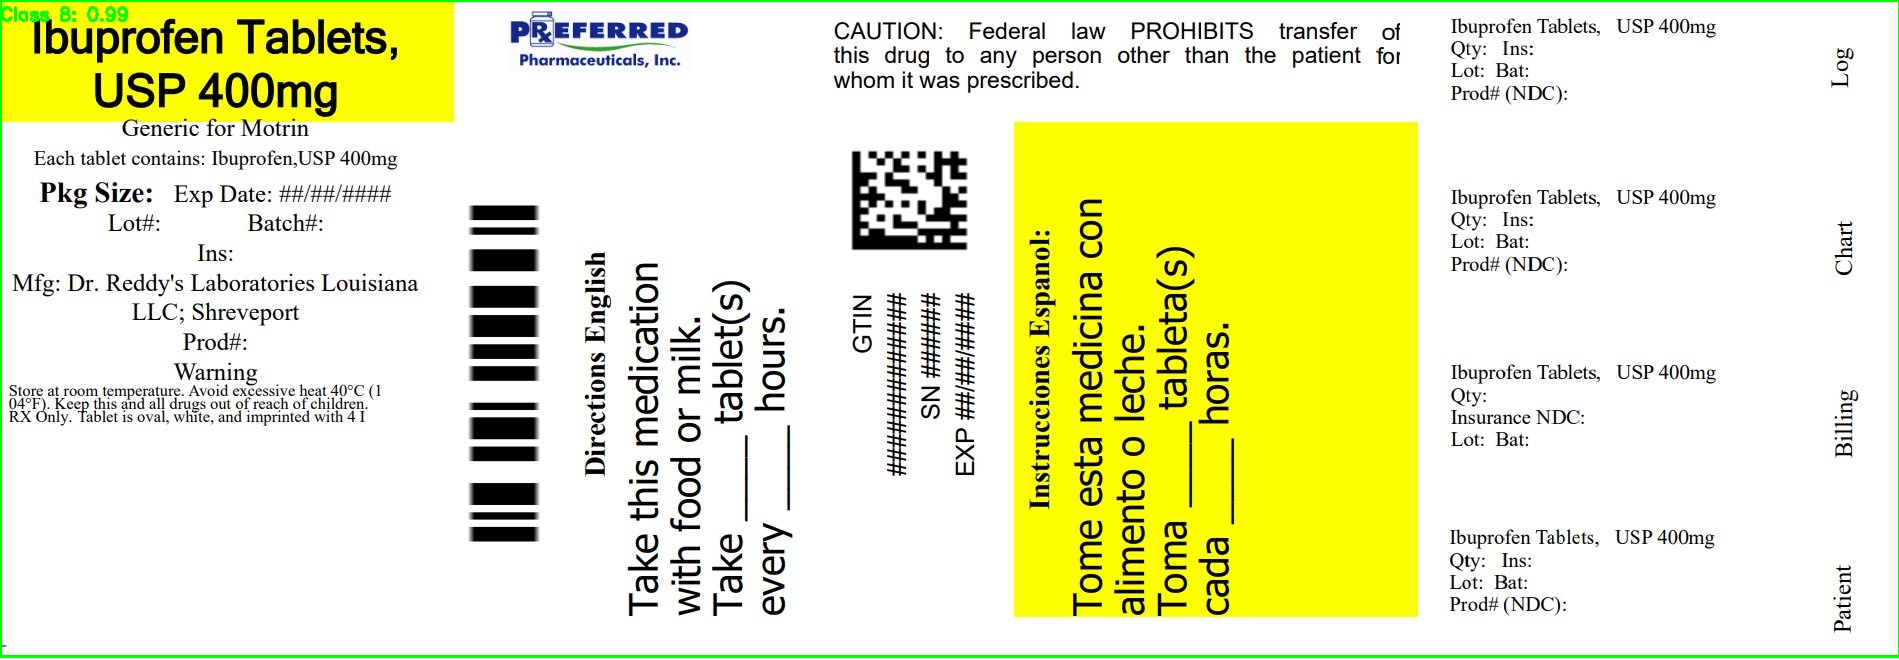 Class 8: 0.99
Ibuprofen Tablets,
USP 400mg
Generic for Motrin
Each tablet contains: Ibuprofen,USP 400mg
Pkg Size: Exp Date: ##/##/####
Lot#: Batch#:
Ins:
Mfg: Dr. Reddy's Laboratories Louisiana
LLC; Shreveport
Prod#:
Warning
Store at room temperature. Avoid excessive heat 40°C (1
04°F). Keep this and all drugs out of reach of children.
RX Only. Tablet is oval, white, and imprinted with 4 I
PREFERRED
Pharmaceuticals, Inc.
Directions English
Take this medication
with food or milk.
Take ____ tablet(s)
every ____ hours.
CAUTION: Federal law PROHIBITS transfer of
this drug to any person other than the patient for
whom it was prescribed.
GTIN
##############
SN ######
EXP ##/##/####
Instrucciones Espanol:
Tome esta medicina con
alimento o leche.
Toma ____ tableta(s)
cada ____ horas.
Ibuprofen Tablets, USP 400mg
Qty: Ins:
Lot: Bat:
Prod# (NDC):
Log
Ibuprofen Tablets, USP 400mg
Qty: Ins:
Lot: Bat:
Prod# (NDC):
Chart
Ibuprofen Tablets, USP 400mg
Qty:
Insurance NDC:
Lot: Bat:
Billing
Ibuprofen Tablets, USP 400mg
Qty: Ins:
Lot: Bat:
Prod# (NDC):
Patient